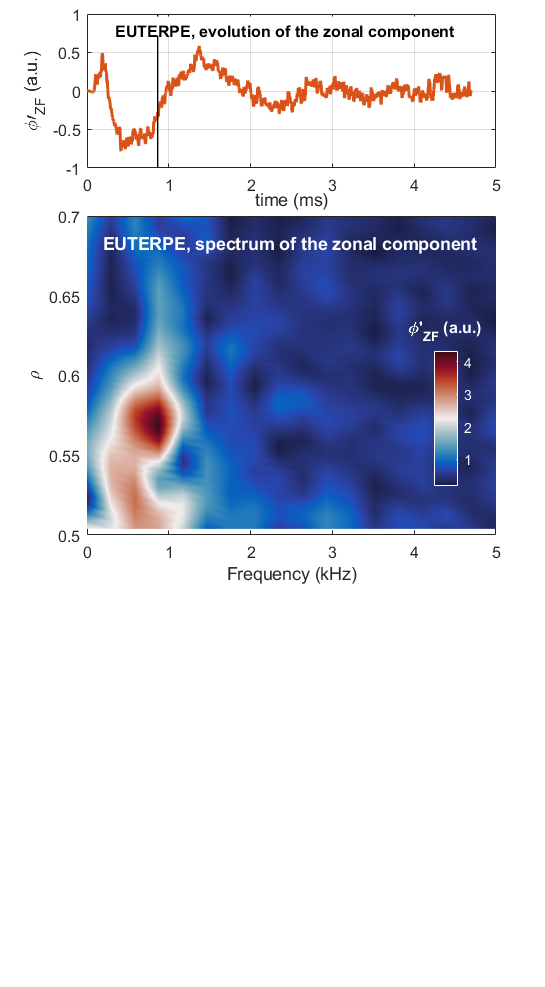 EUTERPE, evolution of the zonal component
1
0.5
0
-0.5
-1
ϕ′ZF (a.u.)
0 1 2 3 4 5
time (ms)
0.7
EUTERPE, spectrum of the zonal component
0.65
ϕ'ZF (a.u.)
4
3
2
1
0.6
0.55
0.5
ρ
0 1 2 3 4 5
Frequency (kHz)